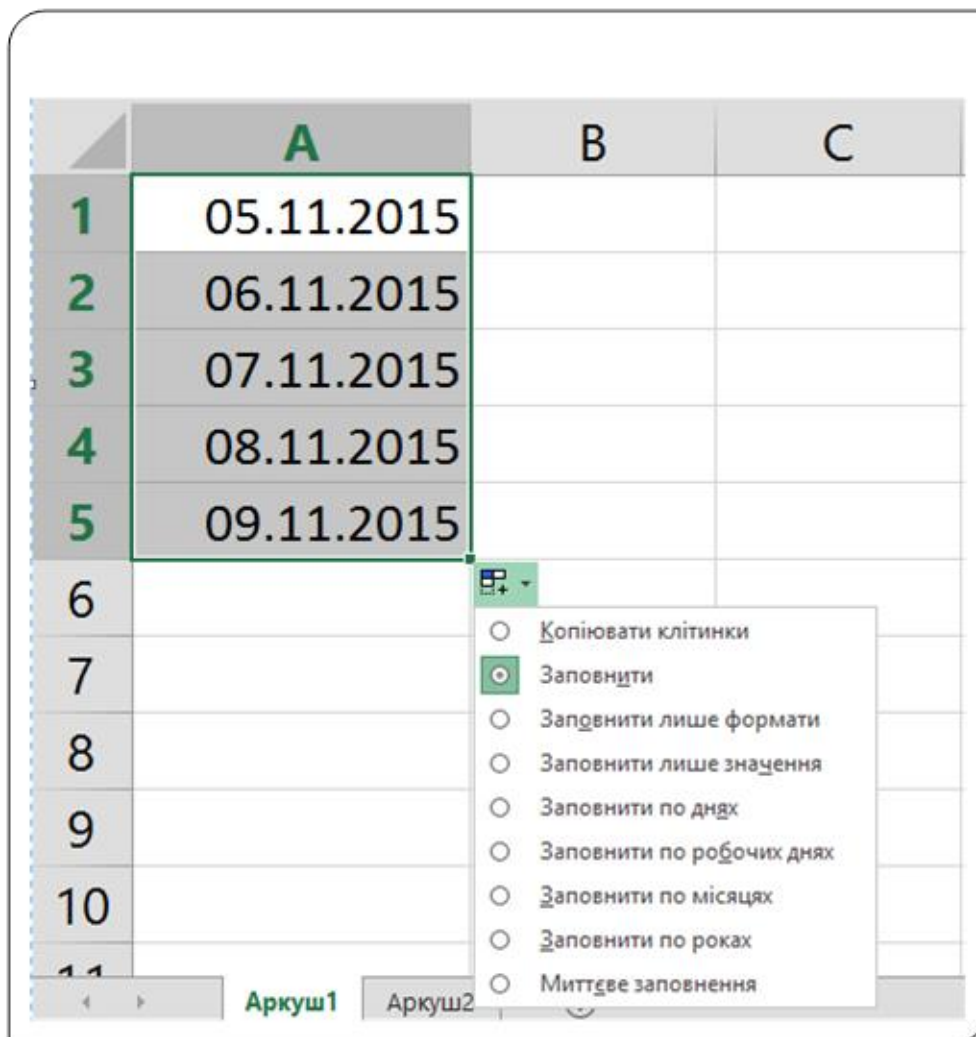 A B C
1 05.11.2015
2 06.11.2015
3 07.11.2015
4 08.11.2015
5 09.11.2015
6
Копіювати клітинки
7 Заповнити
Заповнити лише формати
8 Заповнити лише значення
Заповнити по днях
9 Заповнити по робочих днях
10 Заповнити по місяцях
Заповнити по роках
11 Миттєве заповнення
Аркуш1 Аркуш2